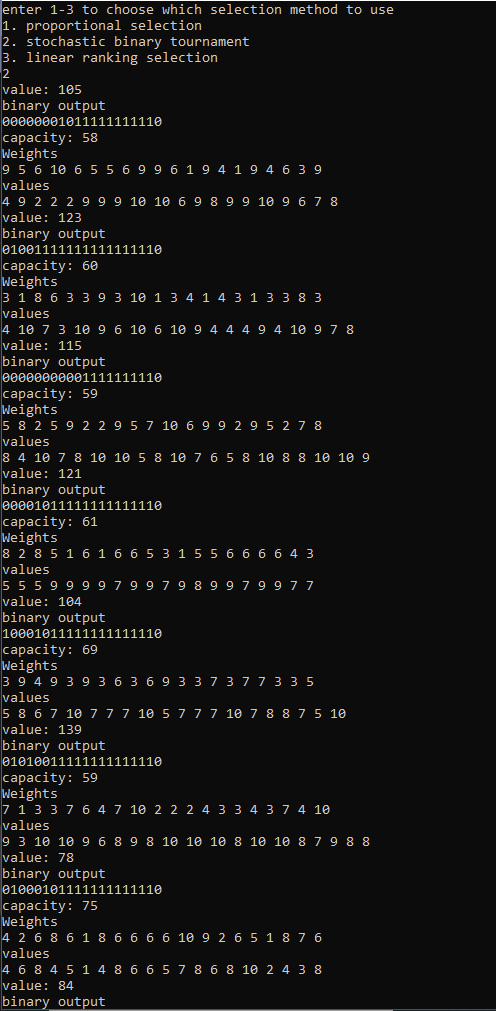 enter 1-3 to choose which selection method to use
1. proportional selection
2. stochastic binary tournament
3. linear ranking selection
2
value: 105
binary output
00000001011111111110
capacity: 58
Weights
9 5 6 10 6 5 5 6 9 9 6 1 9 4 1 9 4 6 3 9
values
4 9 2 2 2 9 9 9 10 10 6 9 8 9 9 10 9 6 7 8
value: 123
binary output
01001111111111111110
capacity: 60
Weights
3 1 8 6 3 3 9 3 10 1 3 4 1 4 3 1 3 3 8 3
values
4 10 7 3 10 9 6 10 6 10 9 4 4 4 9 4 10 9 7 8
value: 115
binary output
00000000001111111110
capacity: 59
Weights
5 8 2 5 9 2 2 9 5 7 10 6 9 9 2 9 5 2 7 8
values
8 4 10 7 8 10 10 5 8 10 7 6 5 8 10 8 8 10 10 9
value: 121
binary output
00001011111111111110
capacity: 61
Weights
8 2 8 5 1 6 1 6 6 5 3 1 5 5 6 6 6 6 4 3
values
5 5 5 9 9 9 9 7 9 9 7 9 8 9 9 7 9 9 7 7
value: 104
binary output
10001011111111111110
capacity: 69
Weights
3 9 4 9 3 9 3 6 3 6 9 3 3 7 3 7 7 3 3 5
values
5 8 6 7 10 7 7 7 10 5 7 7 7 10 7 8 8 7 5 10
value: 139
binary output
01010011111111111110
capacity: 59
Weights
7 1 3 3 7 6 4 7 10 2 2 2 4 3 3 4 3 7 4 10
values
9 3 10 10 9 6 8 9 8 10 10 10 8 10 10 8 7 9 8 8
value: 78
binary output
01000101111111111110
capacity: 75
Weights
4 2 6 8 6 1 8 6 6 6 6 10 9 2 6 5 1 8 7 6
values
4 6 8 4 5 1 4 8 6 6 5 7 8 6 8 10 2 4 3 8
value: 84
binary output